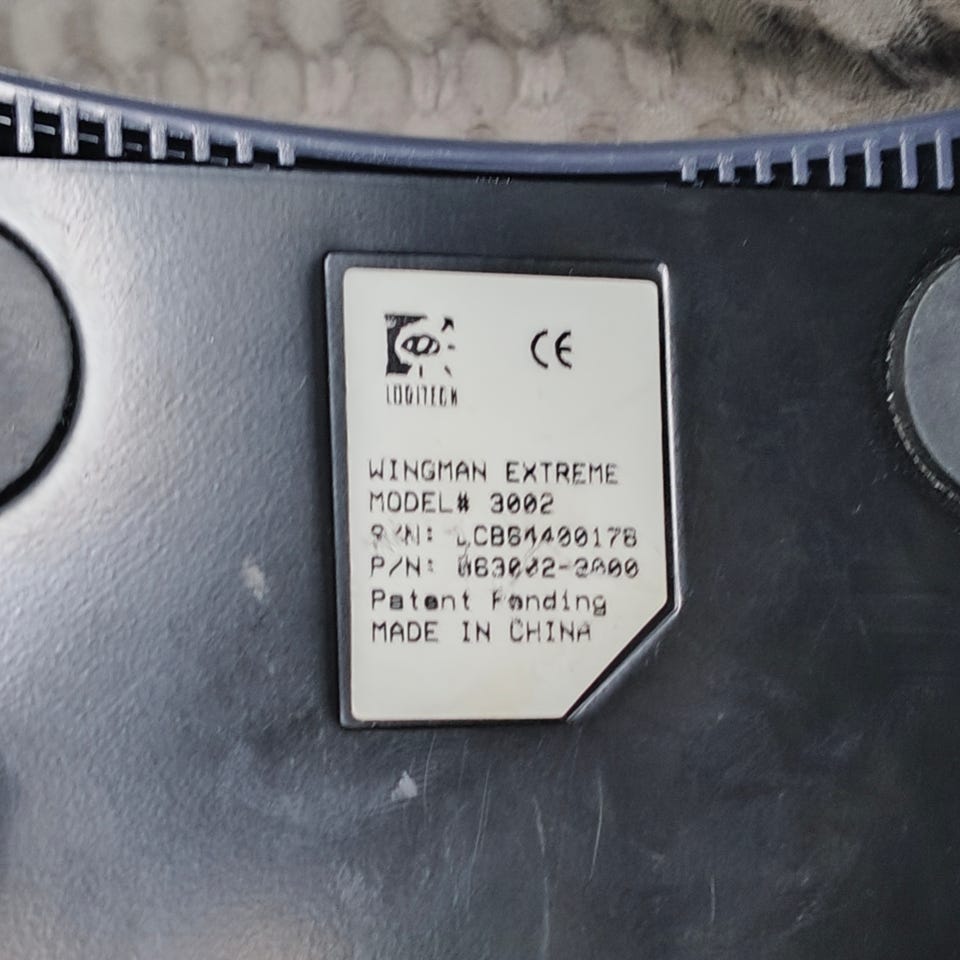 LOGITECH
CE
WINGMAN EXTREME
MODEL# 3002
S/N:
P/N:
Patent Pending
MADE IN CHINA